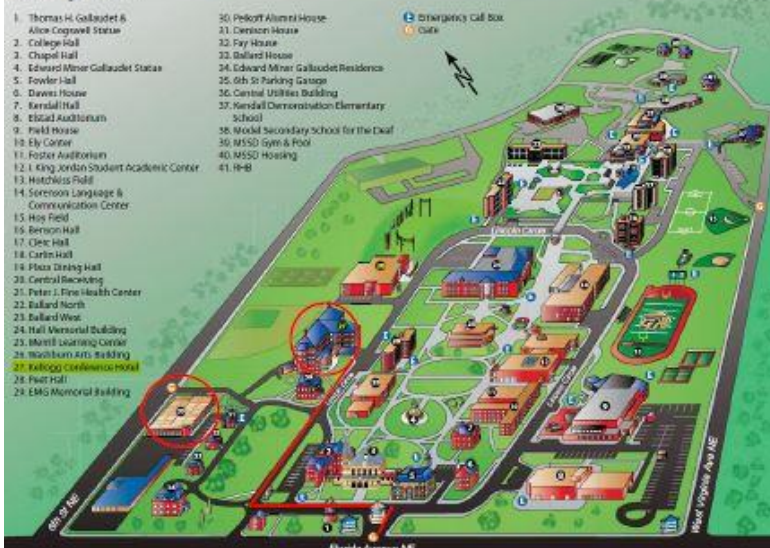 1. Thomas H. Gallaudet &
Alice Cogswell Statue
2. College Hall
3. Chapel Hall
4. Edward Miner Gallaudet Statue
5. Fowler Hall
6. Dawes House
7. Kendall Hall
8. Elstad Auditorium
9. Field House
10. Ely Center
11. Foster Auditorium
12. I. King Jordan Student Academic Center
13. Hotchkiss Field
14. Sorenson Language &
Communication Center
15. Hoy Field
16. Benson Hall
17. Clerc Hall
18. Carlin Hall
19. Plaza Dining Hall
20. Central Receiving
21. Peter J. Fine Health Center
22. Ballard North
23. Ballard West
24. Hall Memorial Building
25. Merrill Learning Center
26. Washburn Arts Building
27. Kellogg Conference Hotel
28. Peet Hall
29. EMG Memorial Building
30. Peikoff Alumni House
31. Denison House
32. Fay House
33. Ballard House
34. Edward Miner Gallaudet Residence
35. 6th St Parking Garage
36. Central Utilities Building
37. Kendall Demonstration Elementary
School
38. Model Secondary School for the Deaf
39. MSSD Gym & Pool
40. MSSD Housing
41. RHB
E Emergency Call Box
G Gate
N
Lincoln Circle
6th St NE
West Virginia Ave NE
Florida Avenue NE